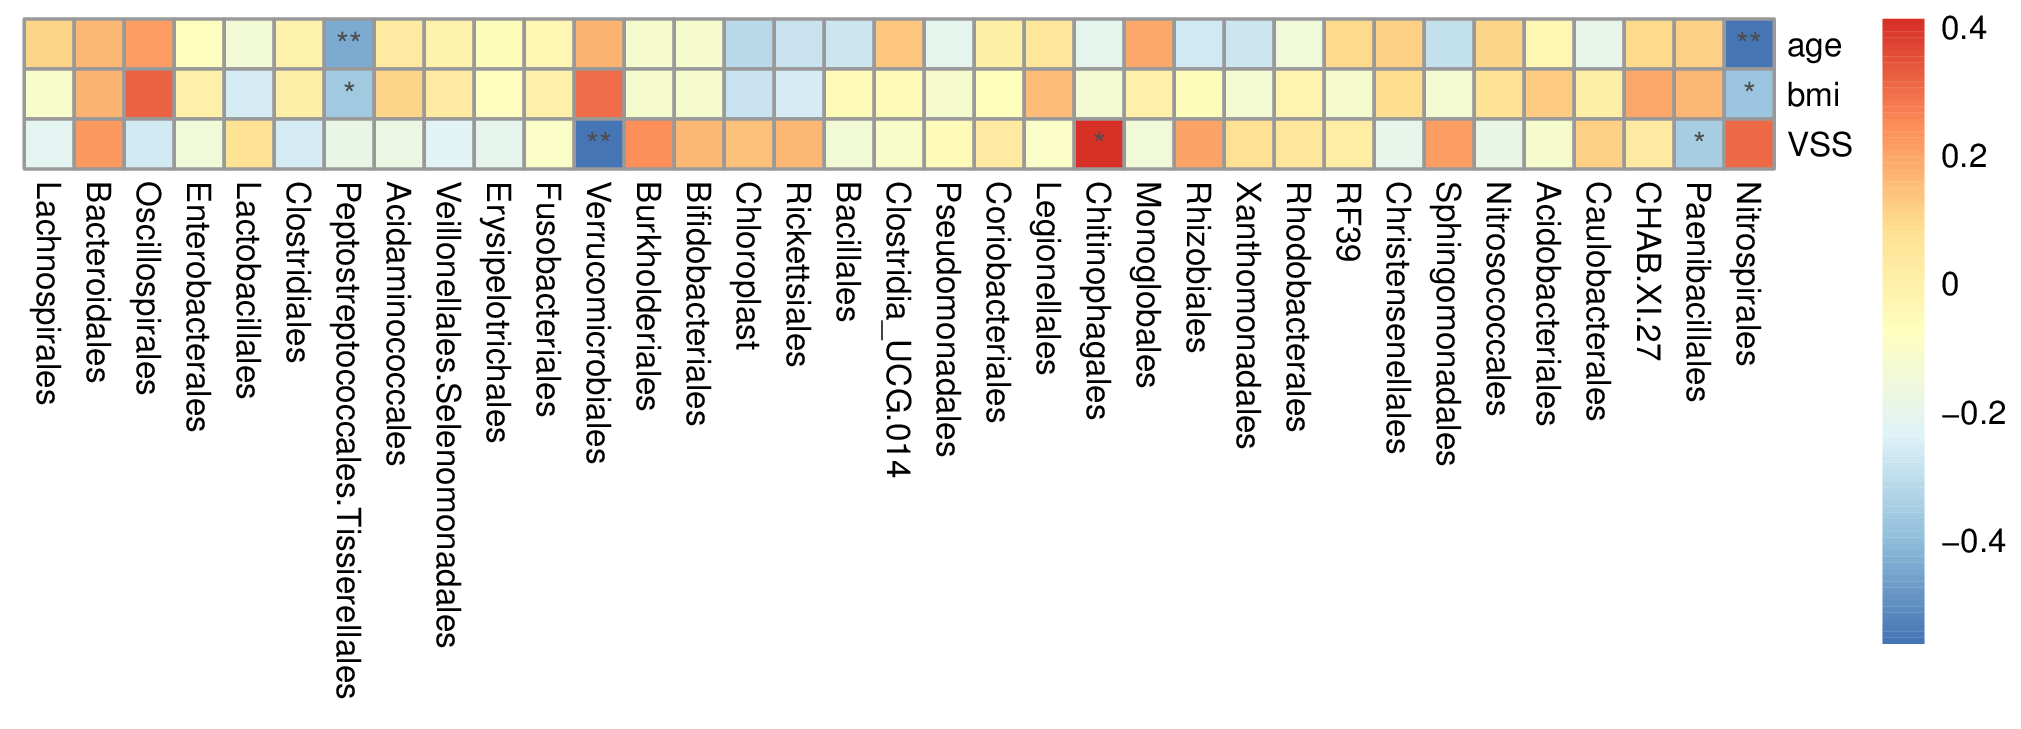 ** ** age
* * bmi
** * * VSS
Lachnospirales
Bacteroidales
Oscillospirales
Enterobacterales
Lactobacillales
Clostridiales
Peptostreptococcales.Tissierellales
Acidaminococcales
Veillonellales.Selenomonadales
Erysipelotrichales
Fusobacteriales
Verrucomicrobiales
Burkholderiales
Bifidobacteriales
Chloroplast
Rickettsiales
Bacillales
Clostridia_UCG.014
Pseudomonadales
Coriobacteriales
Legionellales
Chitinophagales
Monoglobales
Rhizobiales
Xanthomonadales
Rhodobacterales
RF39
Christensenellales
Sphingomonadales
Nitrosococcales
Acidobacteriales
Caulobacterales
CHAB.XI.27
Paenibacillales
Nitrospirales
0.4
0.2
0
−0.2
−0.4